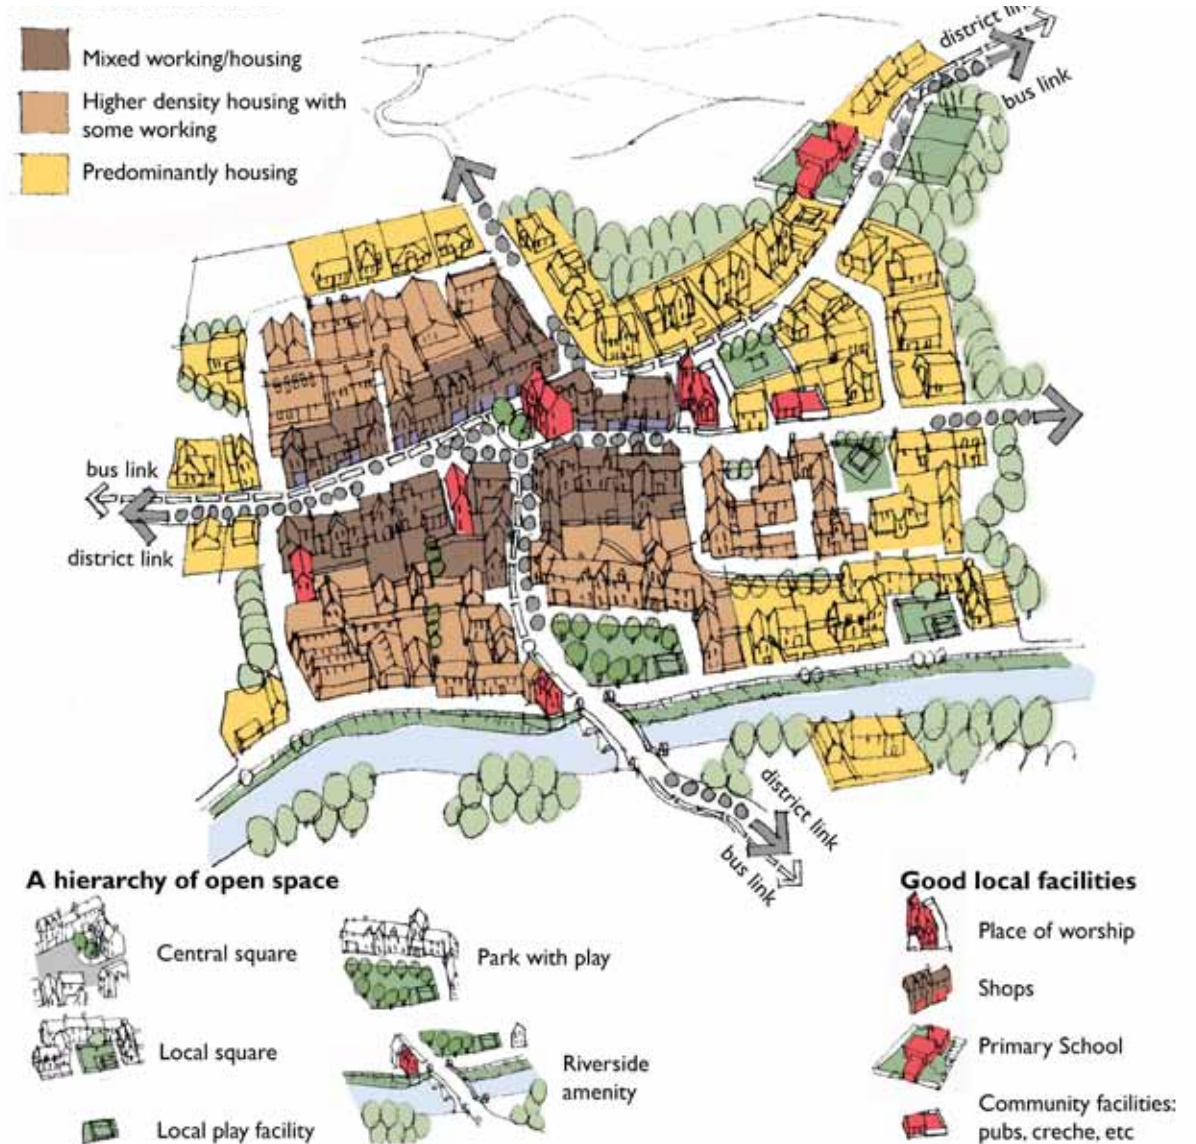 Mixed working/housing
Higher density housing with
some working
Predominantly housing
district link
bus link
bus link
district link
district link
bus link
A hierarchy of open space
Central square
Local square
Local play facility
Park with play
Riverside
amenity
Good local facilities
Place of worship
Shops
Primary School
Community facilities:
pubs, creche, etc